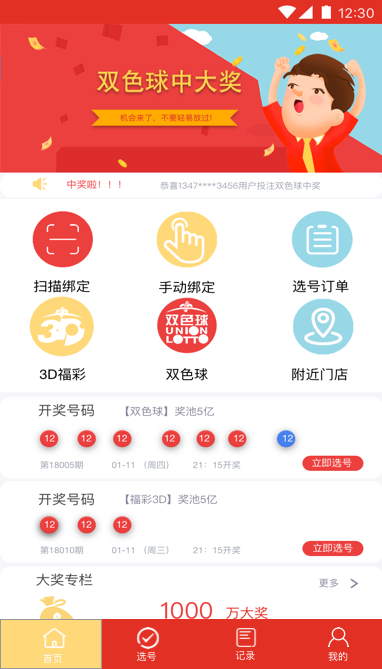 12:30
双色球中大奖
机会来了，不要轻易放过!
中奖啦！！！ 恭喜1347****3456用户投注双色球中奖
扫描绑定 手动绑定 选号订单
3D 双色球 UNION LOTTO
3D福彩 双色球 附近门店
开奖号码 【双色球】奖池5亿
12 12 12 12 12 12 12
第18005期 01-11 （周四） 21：15开奖 立即选号
开奖号码 【福彩3D】奖池5亿
12 12 12
第18010期 01-11 （周三） 21：15开奖 立即选号
大奖专栏 更多
1000 万大奖
首页 选号 记录 我的